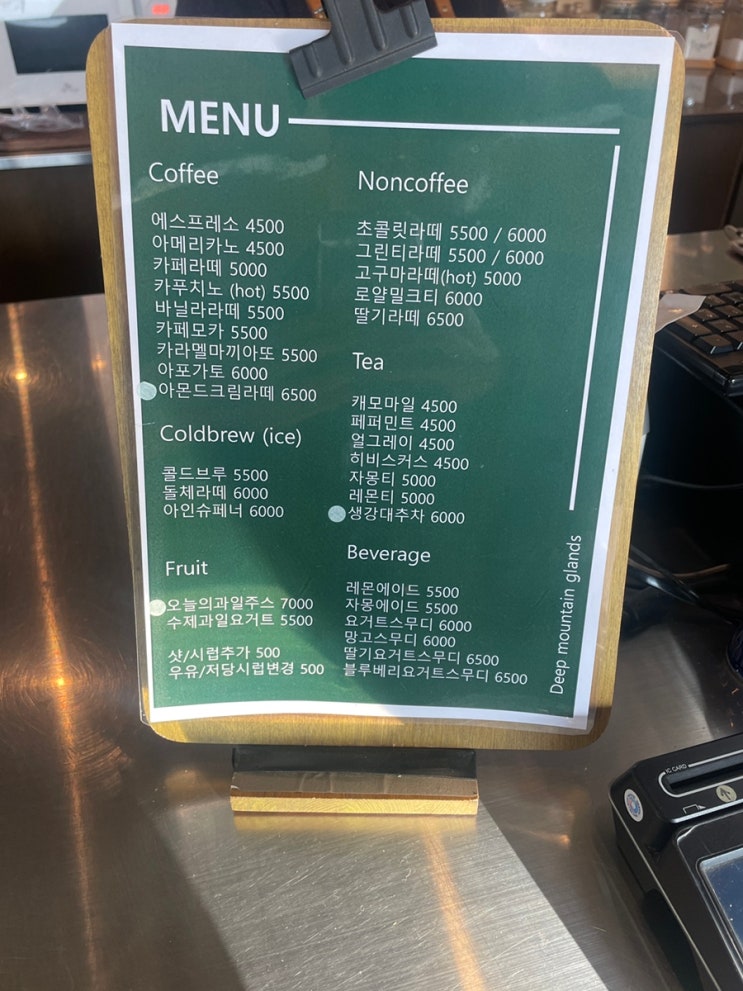 MENU
Coffee
에스프레소 4500
아메리카노 4500
카페라떼 5000
카푸치노 (hot) 5500
바닐라라떼 5500
카페모카 5500
카라멜마끼아또 5500
아포가토 6000
아몬드크림라떼 6500
Coldbrew (ice)
콜드브루 5500
돌체라떼 6000
아인슈페너 6000
Fruit
오늘의과일주스 7000
수제과일요거트 5500
샷/시럽추가 500
우유/저당시럽변경 500
Noncoffee
초콜릿라떼 5500 / 6000
그린티라떼 5500 / 6000
고구마라떼(hot) 5000
로얄밀크티 6000
딸기라떼 6500
Tea
캐모마일 4500
페퍼민트 4500
얼그레이 4500
히비스커스 4500
자몽티 5000
레몬티 5000
생강대추차 6000
Beverage
레몬에이드 5500
자몽에이드 5500
요거트스무디 6000
망고스무디 6000
딸기요거트스무디 6500
블루베리요거트스무디 6500
Deep mountain glands
IC CARD